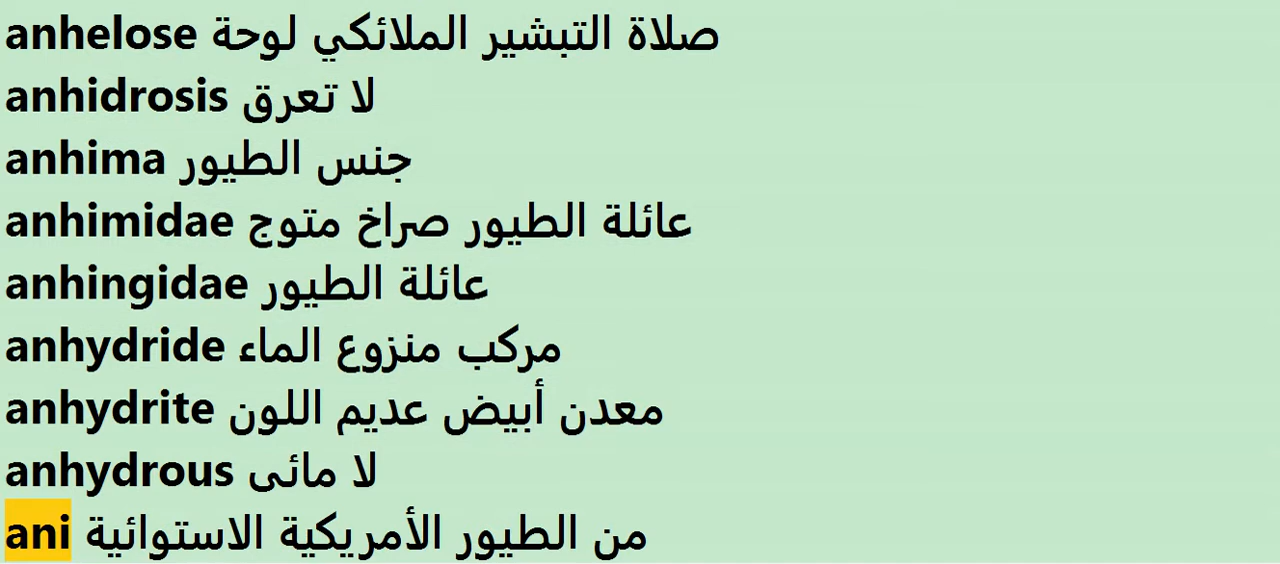 anhelose صلاة التبشير الملائكي لوحة
anhidrosis لا تعرق
anhima جنس الطيور
anhimidae عائلة الطيور صراخ متوج
anhingidae عائلة الطيور
anhydride مركب منزوع الماء
anhydrite معدن أبيض عديم اللون
anhydrous لا مائى
ani من الطيور الأمريكية الاستوائية